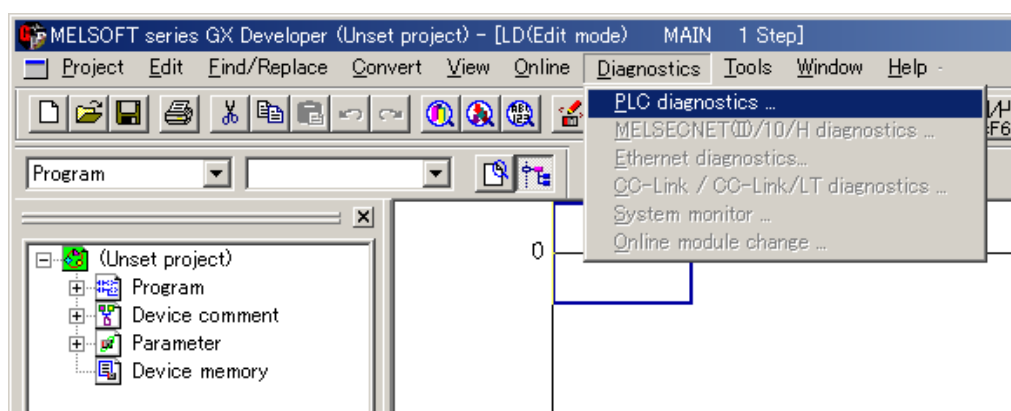 MELSOFT series GX Developer (Unset project) - [LD(Edit mode) MAIN 1 Step]
Project Edit Find/Replace Convert View Online Diagnostics Tools Window Help
PLC diagnostics ...
MELSECNET(II)/10/H diagnostics ...
Ethernet diagnostics...
CC-Link / CC-Link/LT diagnostics ...
System monitor ...
Online module change ...
F6
Program
0
(Unset project)
Program
Device comment
Parameter
Device memory